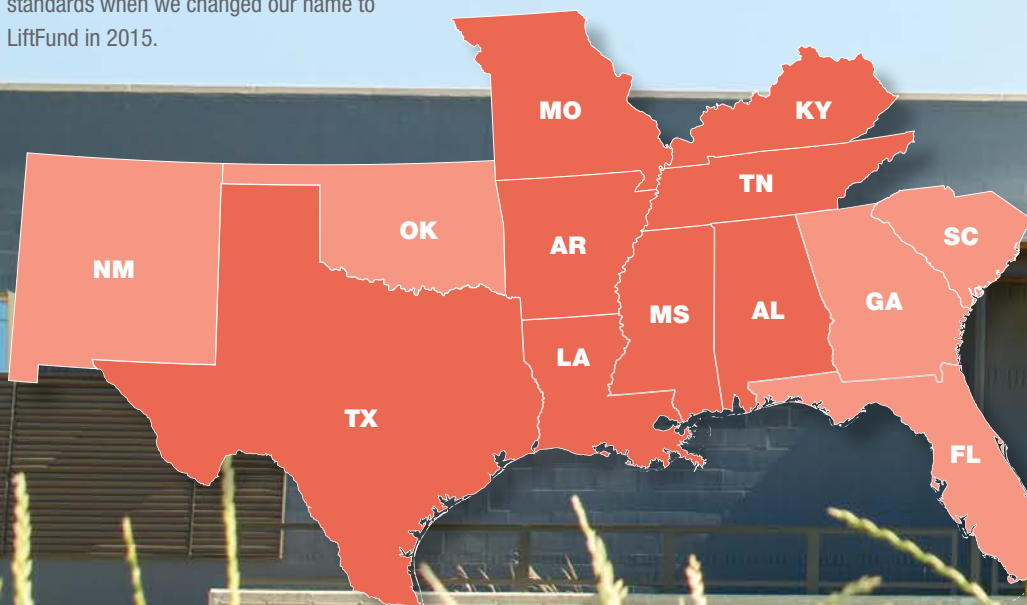 standards when we changed our name to
LiftFund in 2015.
MO
KY
TN
OK
AR
SC
NM
MS
AL
GA
LA
TX
FL